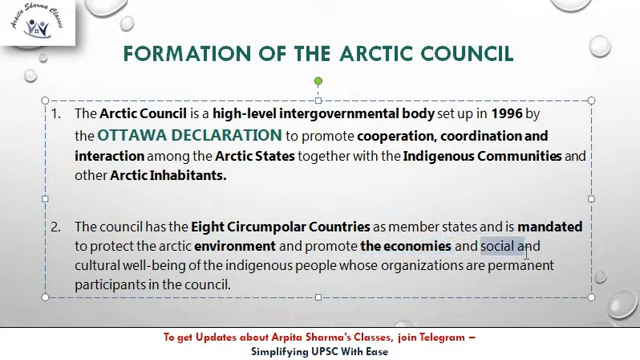 Arpita Sharma Classes
FORMATION OF THE ARCTIC COUNCIL
1. The Arctic Council is a high-level intergovernmental body set up in 1996 by
the OTTAWA DECLARATION to promote cooperation, coordination and
interaction among the Arctic States together with the Indigenous Communities and
other Arctic Inhabitants.
2. The council has the Eight Circumpolar Countries as member states and is mandated
to protect the arctic environment and promote the economies and social and
cultural well-being of the indigenous people whose organizations are permanent
participants in the council.
To get Updates about Arpita Sharma's Classes, join Telegram –
Simplifying UPSC With Ease